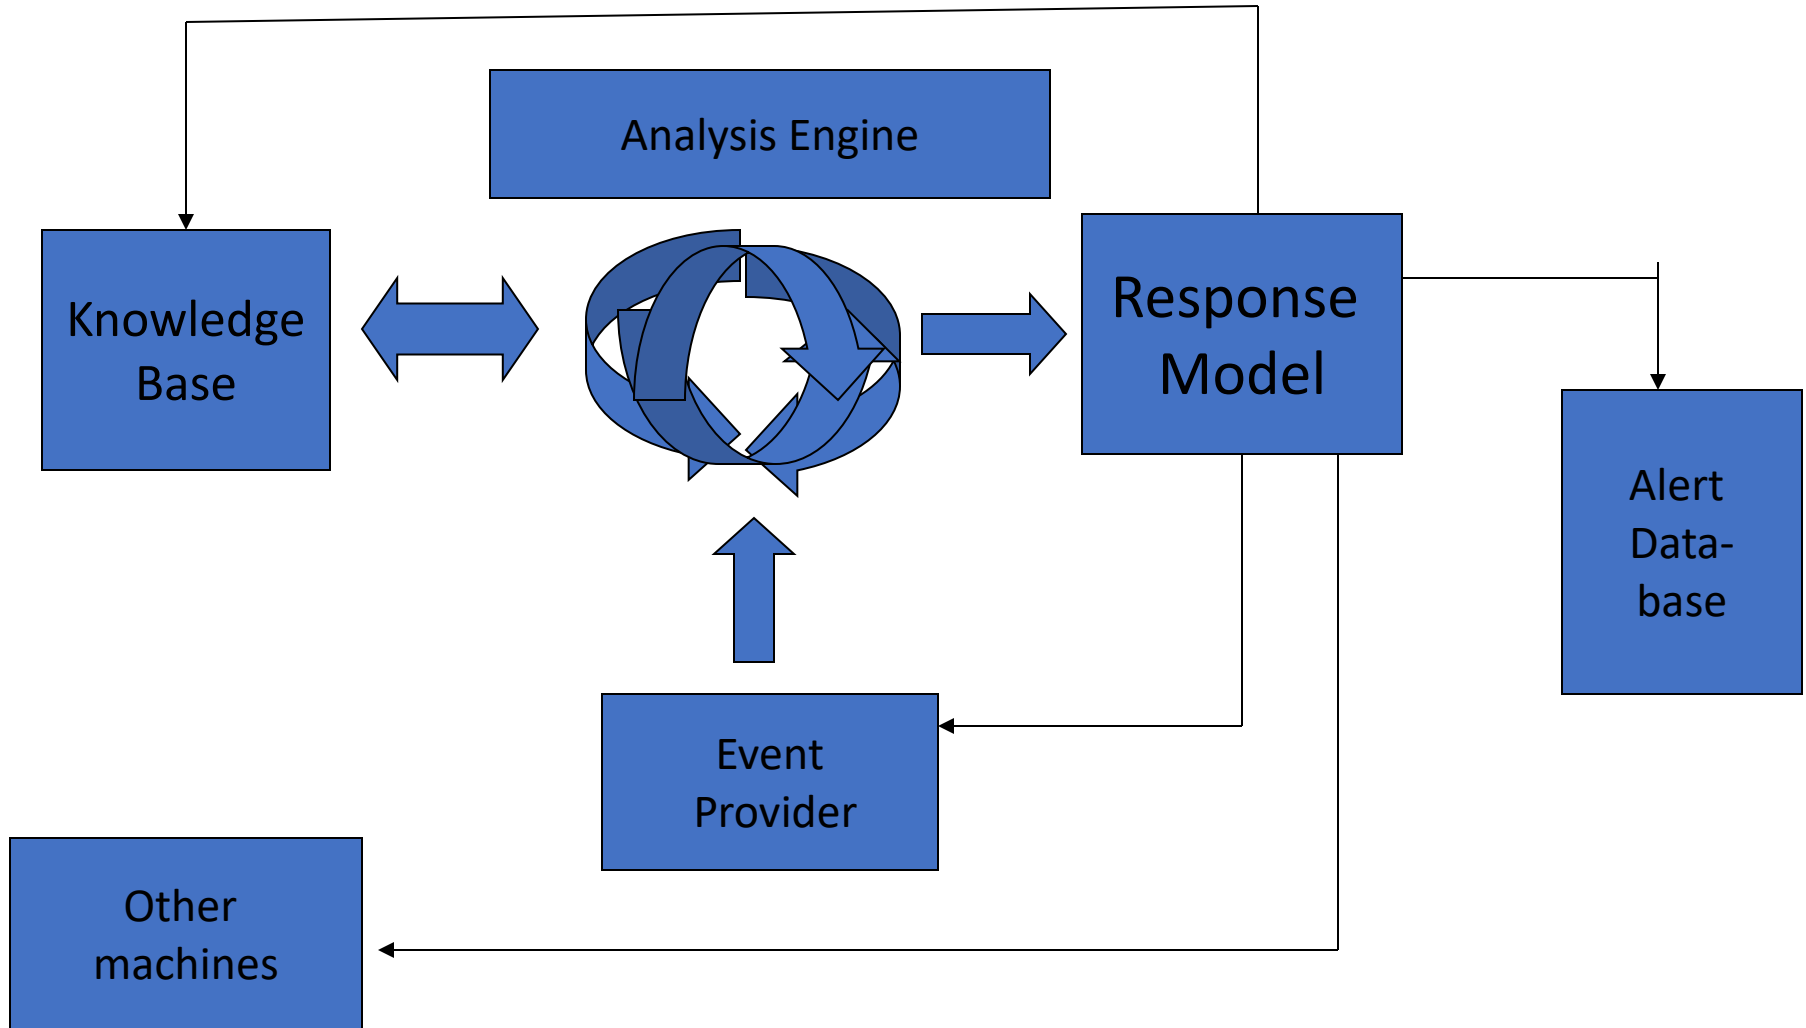 Analysis Engine
Knowledge
Base
Response
Model
Alert
Data-
base
Event
Provider
Other
machines